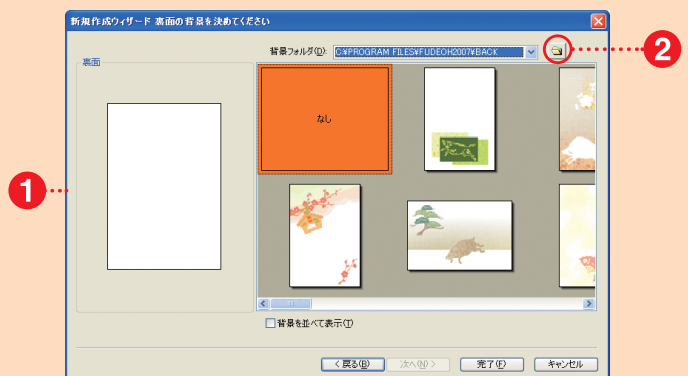 新規作成ウィザード 裏面の背景を決めてください
背景フォルダ(D): C:¥PROGRAM FILES¥FUDEOH2007¥BACK
2
裏面
なし
1
背景を並べて表示(T)
< 戻る(B) 次へ(N) > 完了(F) キャンセル